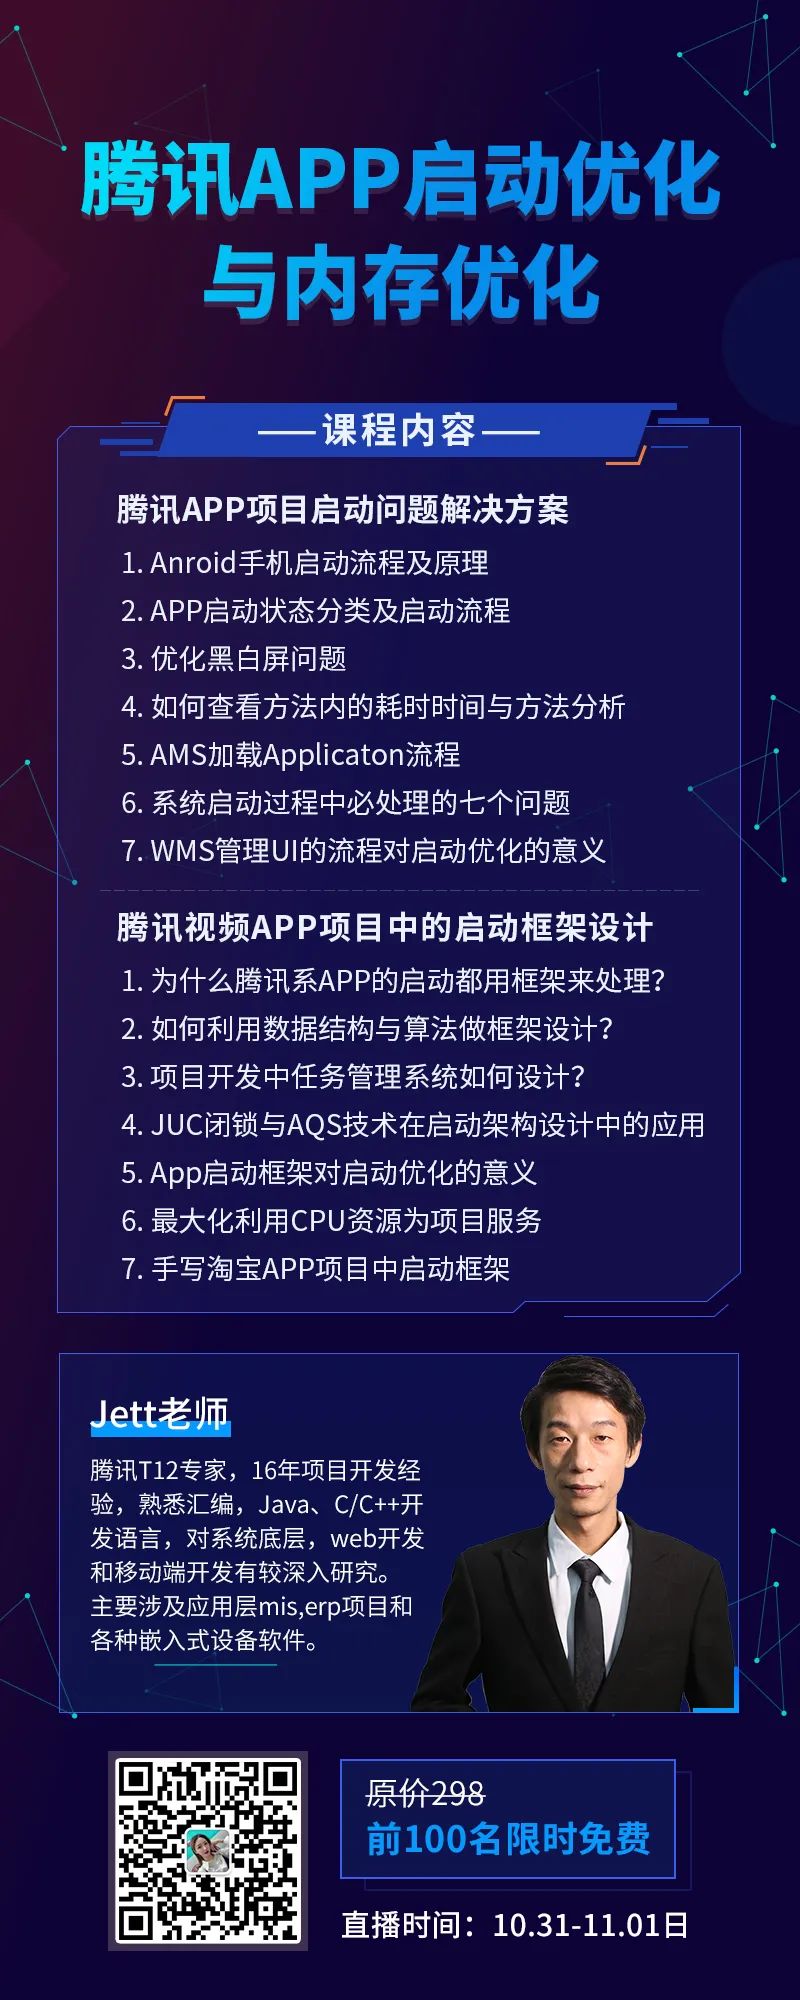 腾讯APP启动优化
与内存优化
课程内容
腾讯APP项目启动问题解决方案
1. Anroid手机启动流程及原理
2. APP启动状态分类及启动流程
3. 优化黑白屏问题
4. 如何查看方法内的耗时时间与方法分析
5. AMS加载Applicaton流程
6. 系统启动过程中必处理的七个问题
7. WMS管理UI的流程对启动优化的意义
腾讯视频APP项目中的启动框架设计
1. 为什么腾讯系APP的启动都用框架来处理？
2. 如何利用数据结构与算法做框架设计？
3. 项目开发中任务管理系统如何设计？
4. JUC闭锁与AQS技术在启动架构设计中的应用
5. App启动框架对启动优化的意义
6. 最大化利用CPU资源为项目服务
7. 手写淘宝APP项目中启动框架
Jett老师
腾讯T12专家，16年项目开发经
验，熟悉汇编，Java、C/C++开
发语言，对系统底层，web开发
和移动端开发有较深入研究。
主要涉及应用层mis,erp项目和
各种嵌入式设备软件。
原价298
前100名限时免费
直播时间：10.31-11.01日